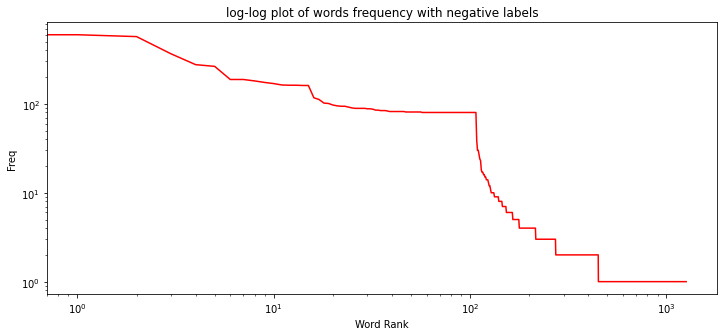 log-log plot of words frequency with negative labels
Freq
10²
10¹
10⁰
10⁰ 10¹ 10² 10³
Word Rank